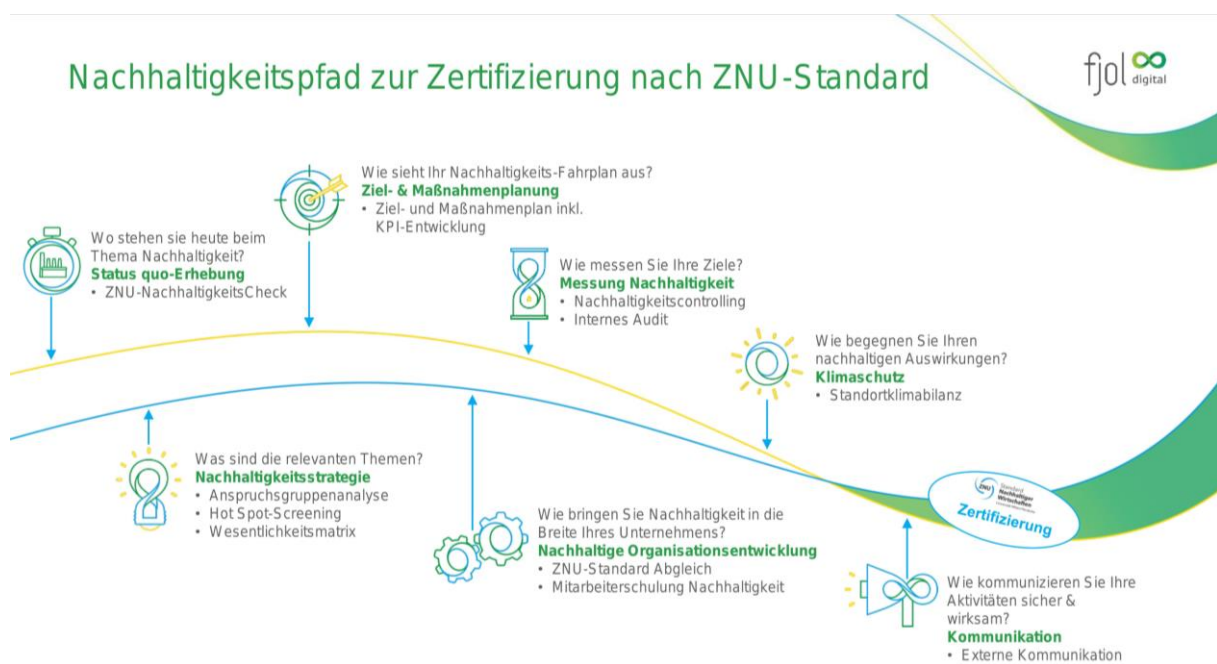 Nachhaltigkeitspfad zur Zertifizierung nach ZNU-Standard
fjol
digital
Wo stehen sie heute beim
Thema Nachhaltigkeit?
Status quo-Erhebung
• ZNU-NachhaltigkeitsCheck
Wie sieht Ihr Nachhaltigkeits-Fahrplan aus?
Ziel- & Maßnahmenplanung
• Ziel- und Maßnahmenplan inkl.
KPI-Entwicklung
Wie messen Sie Ihre Ziele?
Messung Nachhaltigkeit
• Nachhaltigkeitscontrolling
• Internes Audit
Wie begegnen Sie Ihren
nachhaltigen Auswirkungen?
Klimaschutz
• Standortklimabilanz
Was sind die relevanten Themen?
Nachhaltigkeitsstrategie
• Anspruchsgruppenanalyse
• Hot Spot-Screening
• Wesentlichkeitsmatrix
Wie bringen Sie Nachhaltigkeit in die
Breite Ihres Unternehmens?
Nachhaltige Organisationsentwicklung
• ZNU-Standard Abgleich
• Mitarbeiterschulung Nachhaltigkeit
ZNU
Standard
Nachhaltiger
Wirtschaften
Zertifizierung
Wie kommunizieren Sie Ihre
Aktivitäten sicher &
wirksam?
Kommunikation
• Externe Kommunikation